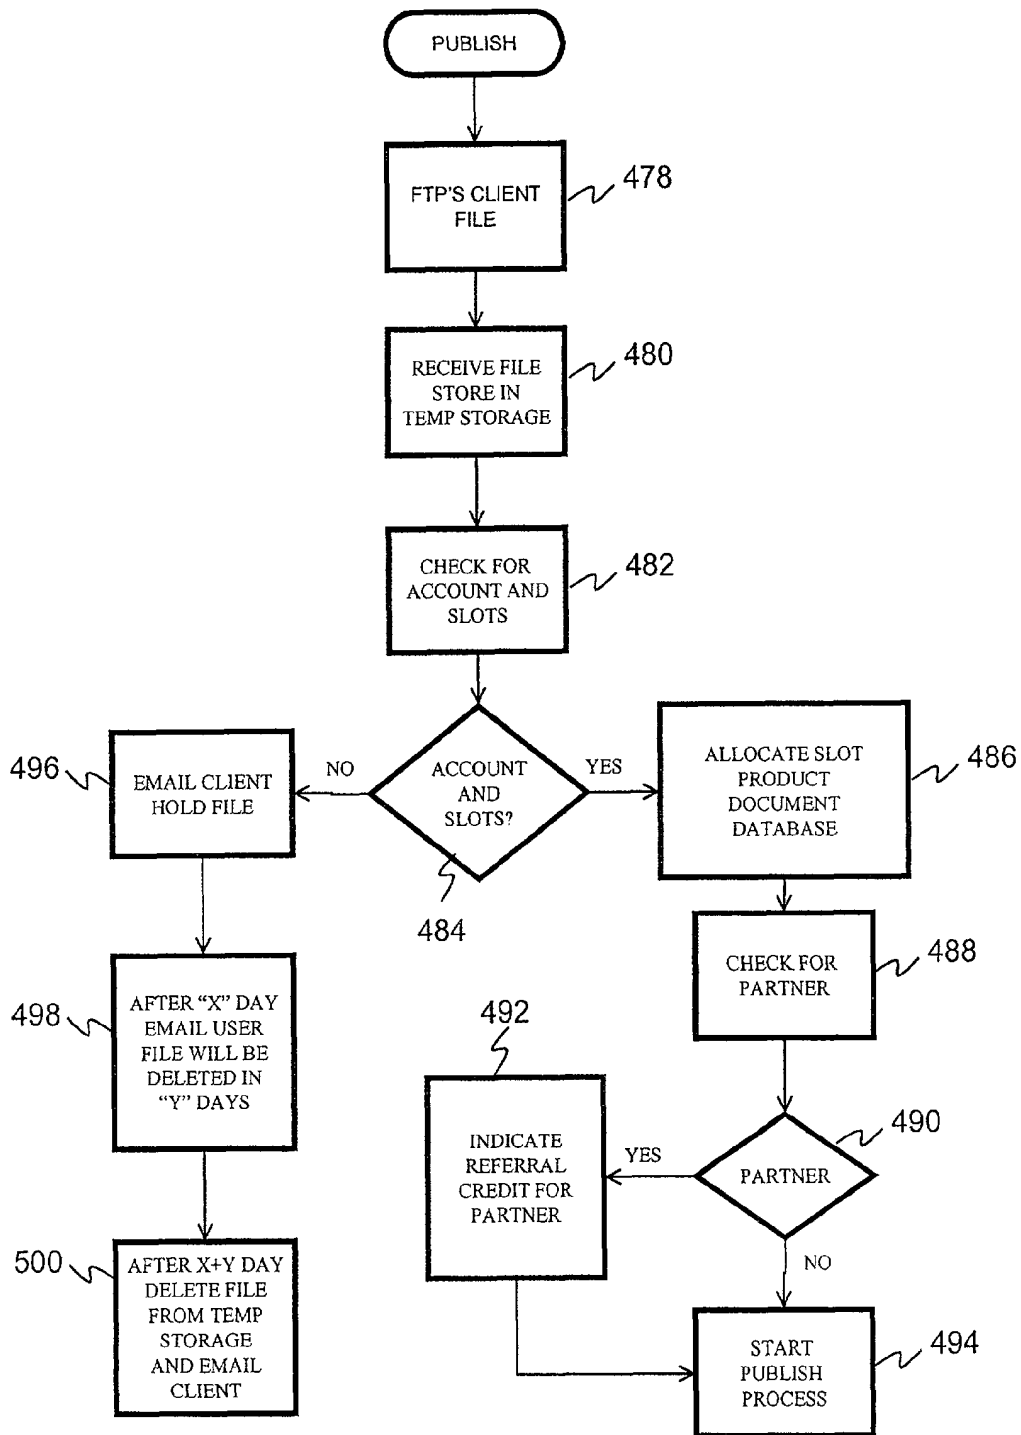 PUBLISH
FTP'S CLIENT
FILE
478
RECEIVE FILE
STORE IN
TEMP STORAGE
480
CHECK FOR
ACCOUNT AND
SLOTS
482
ACCOUNT
AND
SLOTS?
484
NO
YES
496
EMAIL CLIENT
HOLD FILE
ALLOCATE SLOT
PRODUCT
DOCUMENT
DATABASE
486
498
AFTER “X” DAY
EMAIL USER
FILE WILL BE
DELETED IN
“Y” DAYS
CHECK FOR
PARTNER
488
492
INDICATE
REFERRAL
CREDIT FOR
PARTNER
YES
PARTNER
490
NO
500
AFTER X+Y DAY
DELETE FILE
FROM TEMP
STORAGE
AND EMAIL
CLIENT
START
PUBLISH
PROCESS
494